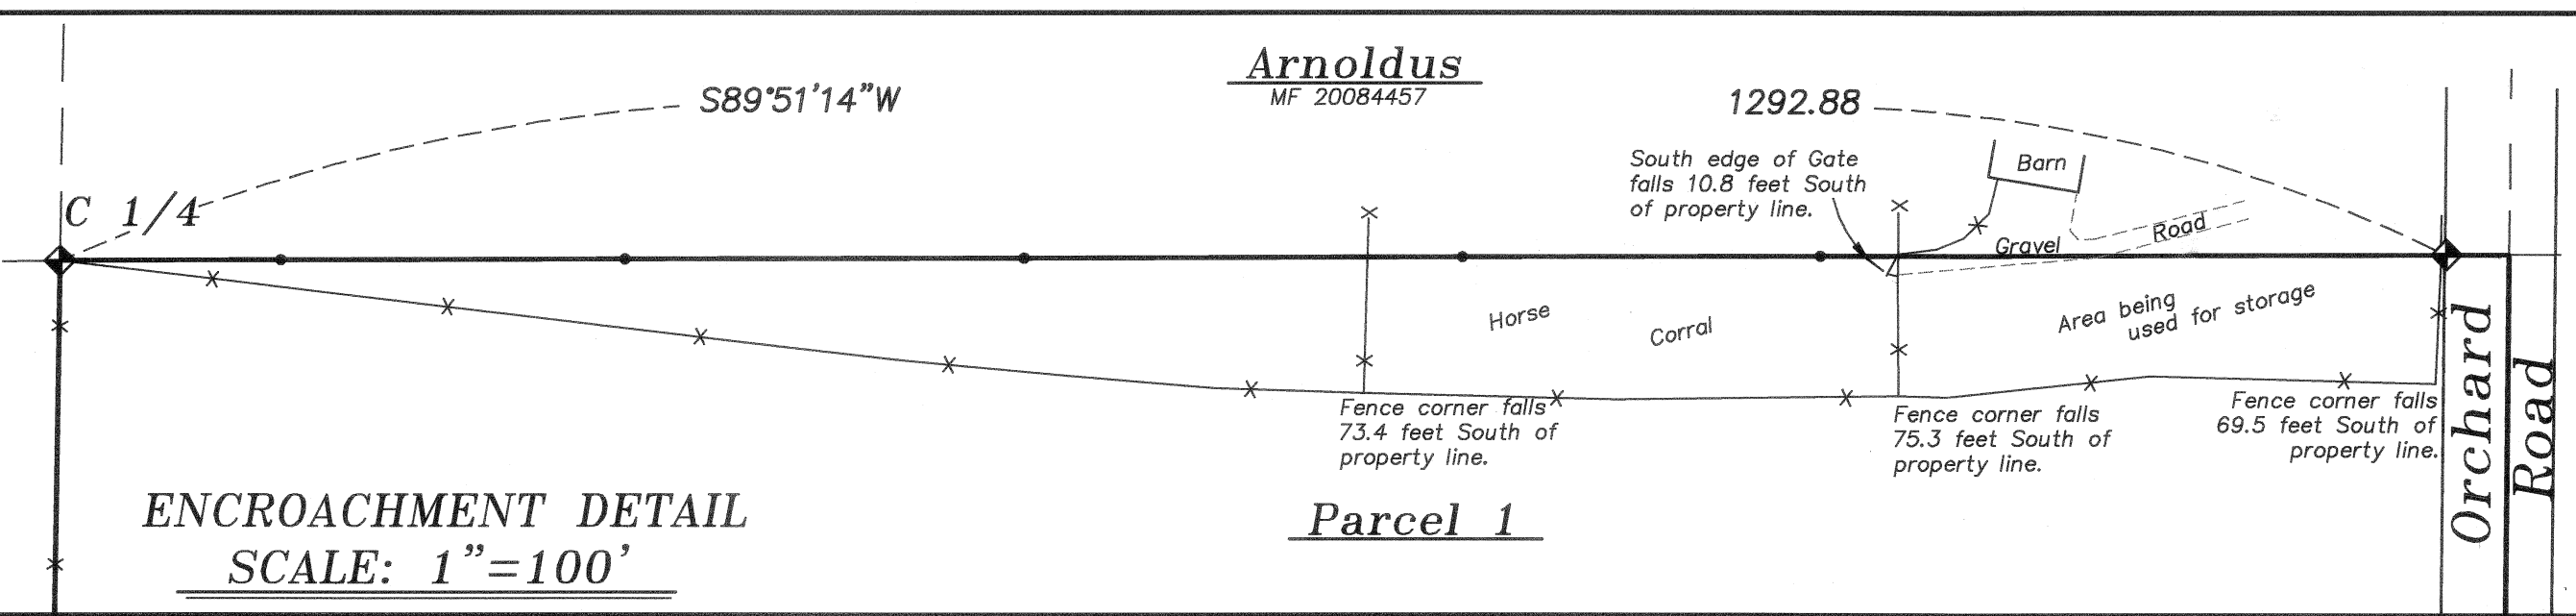 Arnoldus
MF 20084457
S89°51'14"W
1292.88
South edge of Gate
falls 10.8 feet South
of property line.
Barn
C 1/4
Gravel
Road
Horse
Corral
Area being
used for storage
Fence corner falls
73.4 feet South of
property line.
Fence corner falls
75.3 feet South of
property line.
Fence corner falls
69.5 feet South of
property line.
Orchard
Road
ENCROACHMENT DETAIL
SCALE: 1"=100'
Parcel 1